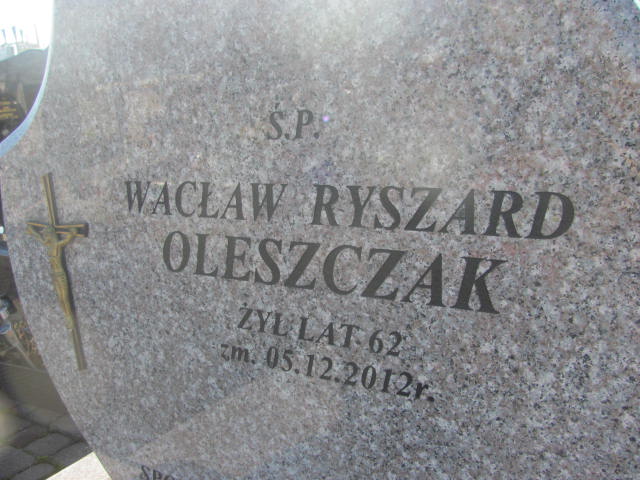 Ś.P.
WACŁAW RYSZARD
OLESZCZAK
ŻYŁ LAT 62
zm. 05.12.2012r.